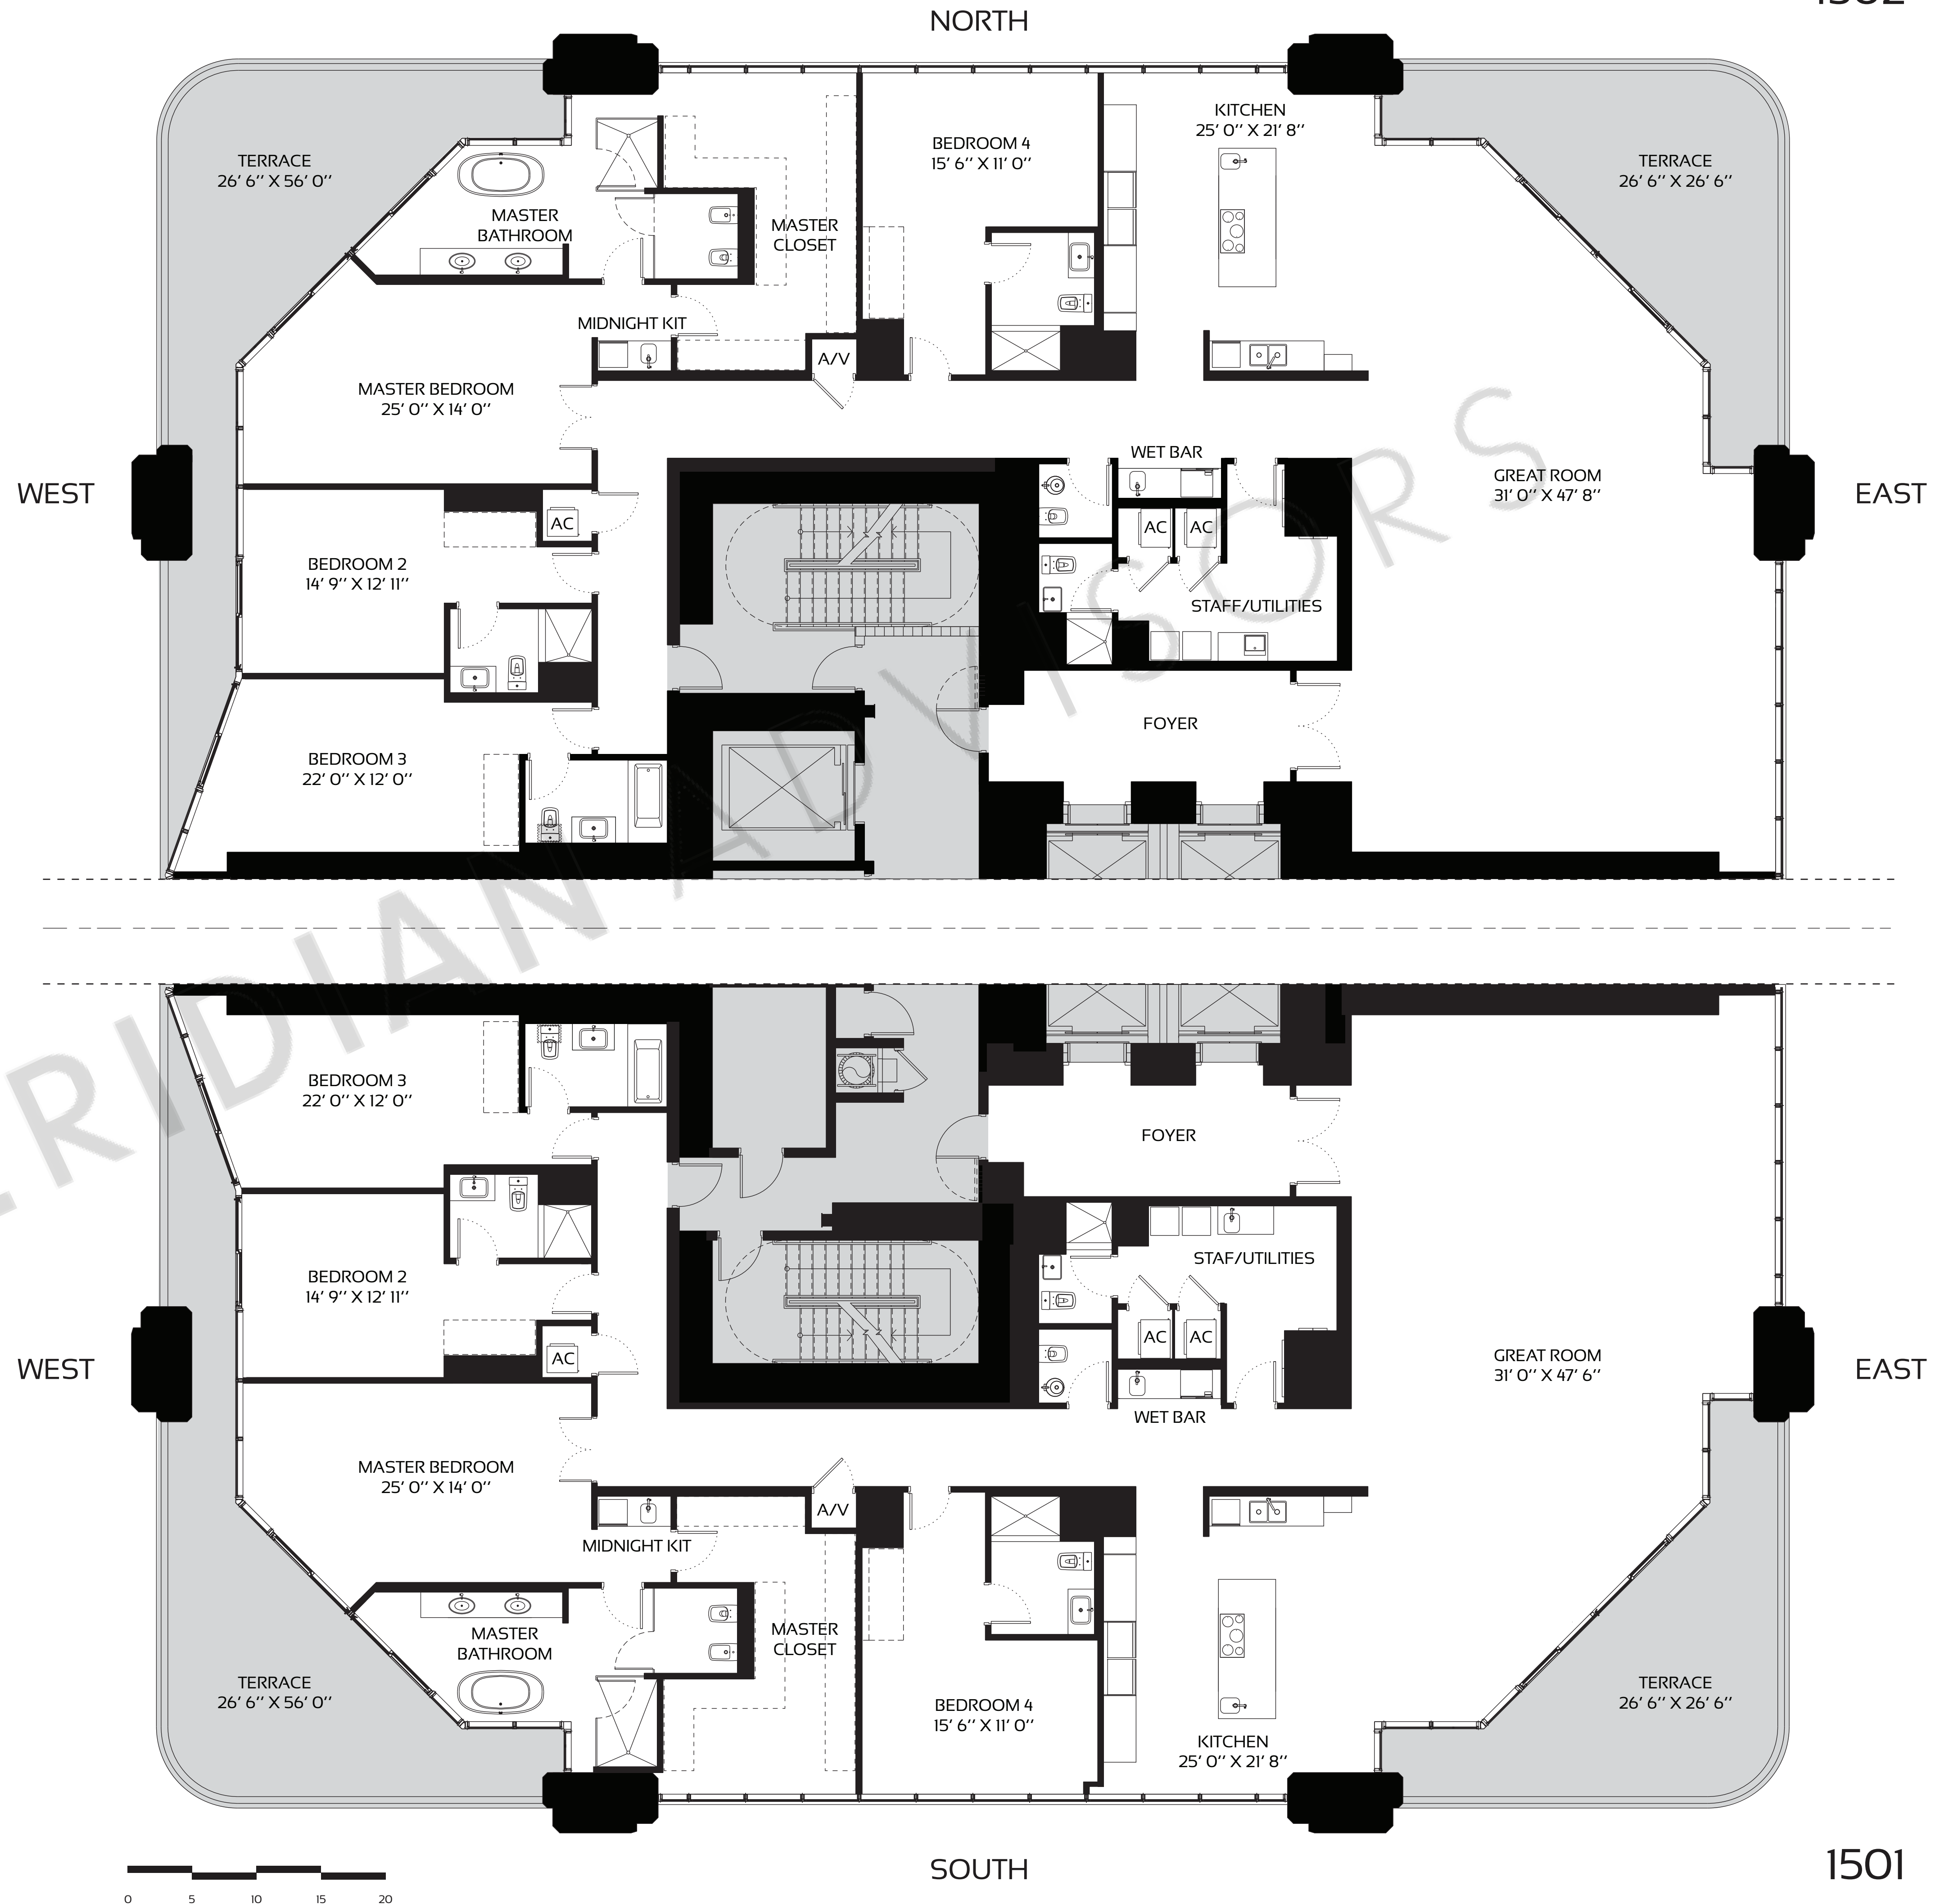 NORTH
TERRACE
26' 6'' X 56' 0''
MASTER
BATHROOM
MASTER
CLOSET
BEDROOM 4
15' 6'' X 11' 0''
KITCHEN
25' 0'' X 21' 8''
TERRACE
26' 6'' X 26' 6''
MIDNIGHT KIT
A/V
MASTER BEDROOM
25' 0'' X 14' 0''
WEST
WET BAR
GREAT ROOM
31' 0'' X 47' 8''
EAST
AC
AC
AC
BEDROOM 2
14' 9'' X 12' 11''
STAFF/UTILITIES
FOYER
BEDROOM 3
22' 0'' X 12' 0''
ERIDIAN ADVISORS
BEDROOM 3
22' 0'' X 12' 0''
FOYER
STAF/UTILITIES
BEDROOM 2
14' 9'' X 12' 11''
AC
AC
AC
WEST
GREAT ROOM
31' 0'' X 47' 6''
EAST
WET BAR
MASTER BEDROOM
25' 0'' X 14' 0''
A/V
MIDNIGHT KIT
MASTER
BATHROOM
MASTER
CLOSET
TERRACE
26' 6'' X 56' 0''
BEDROOM 4
15' 6'' X 11' 0''
KITCHEN
25' 0'' X 21' 8''
TERRACE
26' 6'' X 26' 6''
SOUTH
1501
0 5 10 15 20